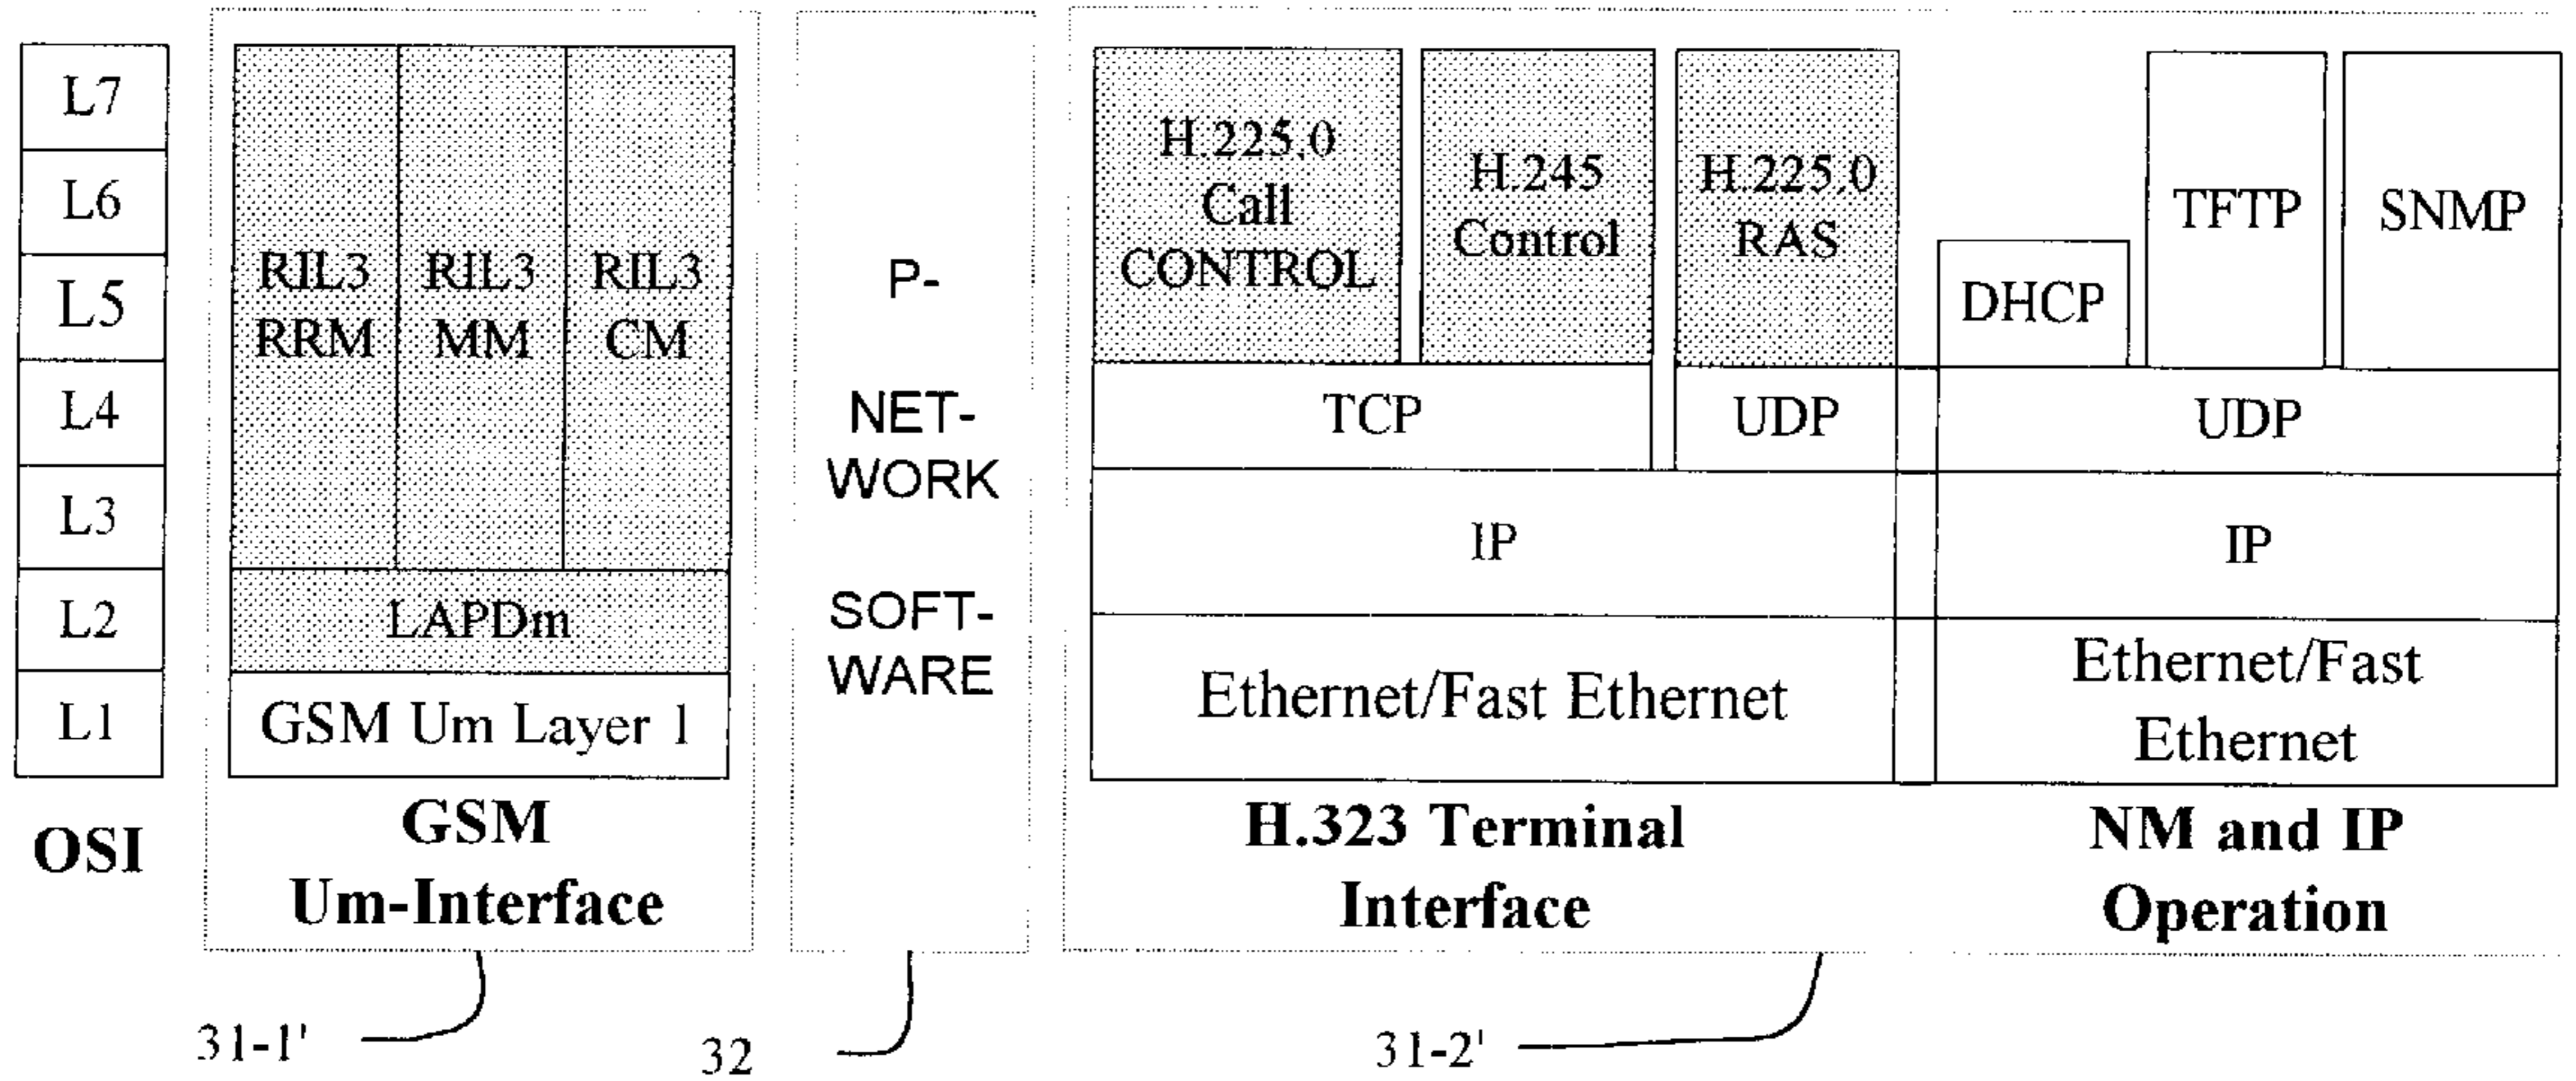 L7
L6
L5
L4
L3
L2
L1
OSI
RIL3
RRM
RIL3
MM
RIL3
CM
LAPDm
GSM Um Layer 1
GSM
Um-Interface
P-
NET-
WORK
SOFT-
WARE
H.225.0
Call
CONTROL
H.245
Control
H.225.0
RAS
TCP
UDP
IP
Ethernet/Fast Ethernet
H.323 Terminal
Interface
DHCP
TFTP
SNMP
UDP
IP
Ethernet/Fast
Ethernet
NM and IP
Operation
31-1'
32
31-2'